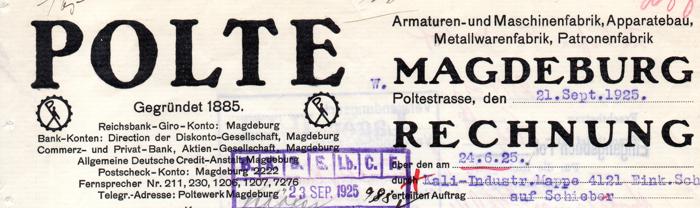 POLTE
Gegründet 1885.
Reichsbank-Giro-Konto: Magdeburg
Bank-Konten: Direction der Diskonto-Gesellschaft, Magdeburg
Commerz- und Privat-Bank, Aktien-Gesellschaft, Magdeburg
Allgemeine Deutsche Credit-Anstalt Magdeburg
Postscheck-Konto: Magdeburg 2222
Fernsprecher Nr. 211, 230, 1206, 1207, 7276
Telegr.-Adresse: Poltewerk Magdeburg
23 SEP. 1925
Armaturen- und Maschinenfabrik, Apparatebau,
Metallwarenfabrik, Patronenfabrik
W. MAGDEBURG
Poltestrasse, den 21.Sept.1925.
RECHNUNG
über den am 24.6.25.
durch Kali-Industr.Mappe 4121 Eink.Sch
erteilten Auftrag auf Schieber